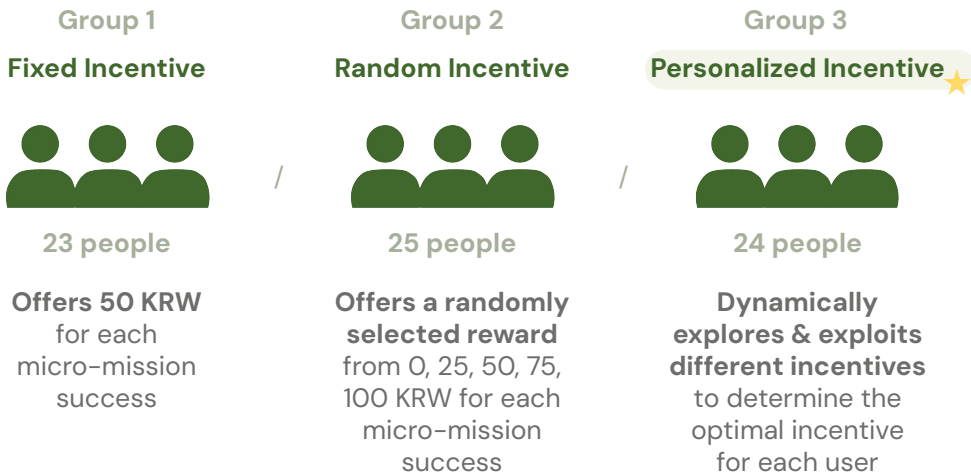 Group 1
Fixed Incentive
23 people
Offers 50 KRW
for each
micro-mission
success
/
Group 2
Random Incentive
25 people
Offers a randomly
selected reward
from 0, 25, 50, 75,
100 KRW for each
micro-mission
success
/
Group 3
Personalized Incentive
24 people
Dynamically
explores & exploits
different incentives
to determine the
optimal incentive
for each user